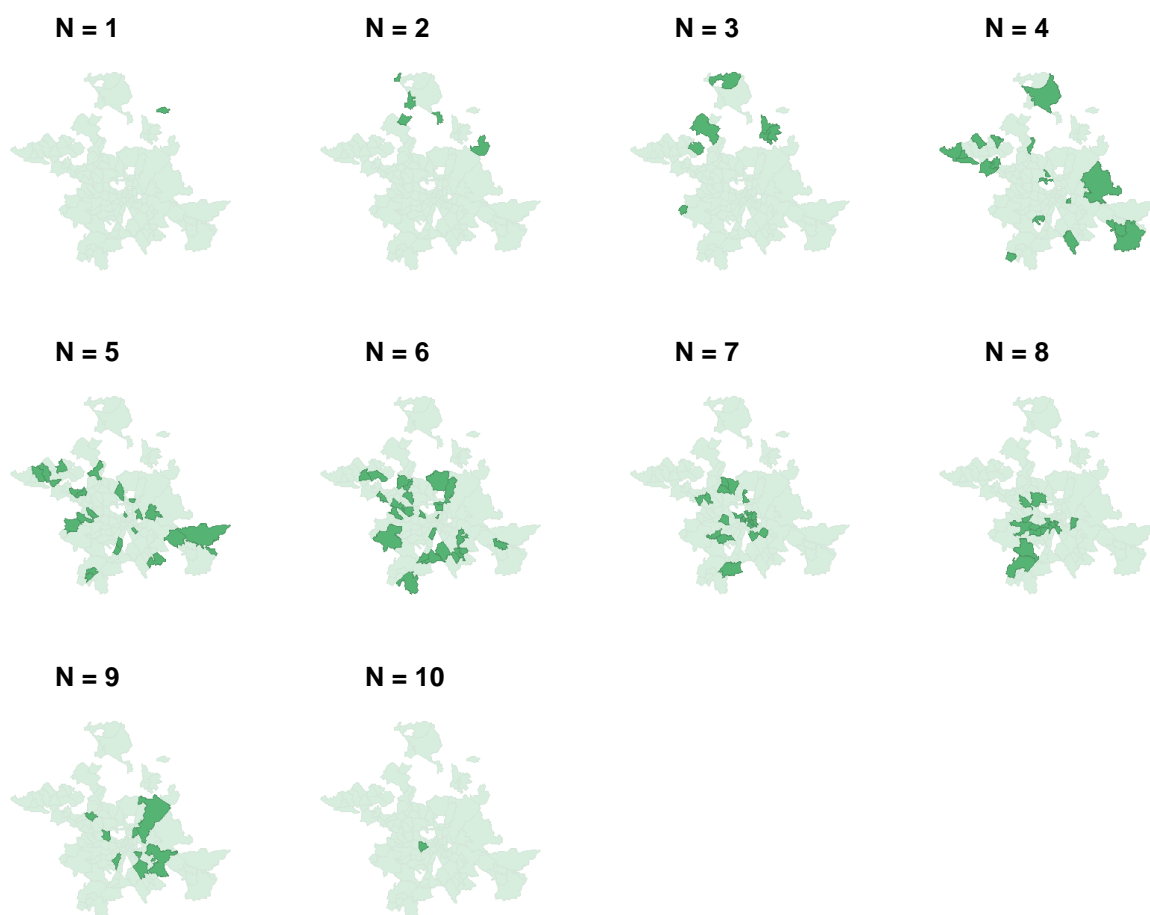 N = 1
N = 2
N = 3
N = 4
N = 5
N = 6
N = 7
N = 8
N = 9
N = 10